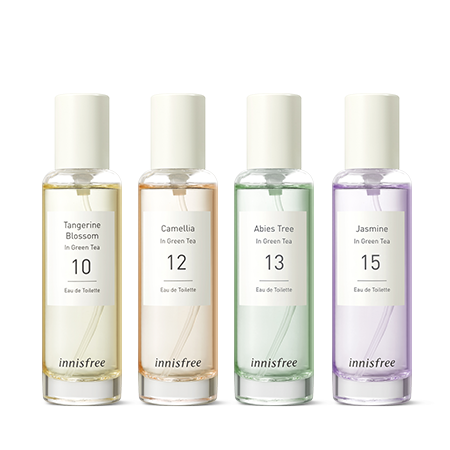 Tangerine
Blossom
In Green Tea
10
Eau de Toilette
innisfree
Camellia
In Green Tea
12
Eau de Toilette
innisfree
Abies Tree
In Green Tea
13
Eau de Toilette
innisfree
Jasmine
In Green Tea
15
Eau de Toilette
innisfree